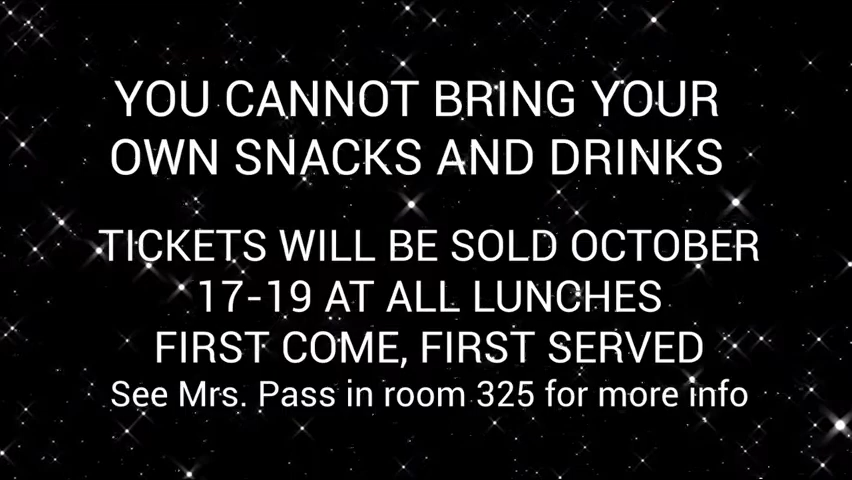 YOU CANNOT BRING YOUR
OWN SNACKS AND DRINKS
TICKETS WILL BE SOLD OCTOBER
17-19 AT ALL LUNCHES
FIRST COME, FIRST SERVED
See Mrs. Pass in room 325 for more info